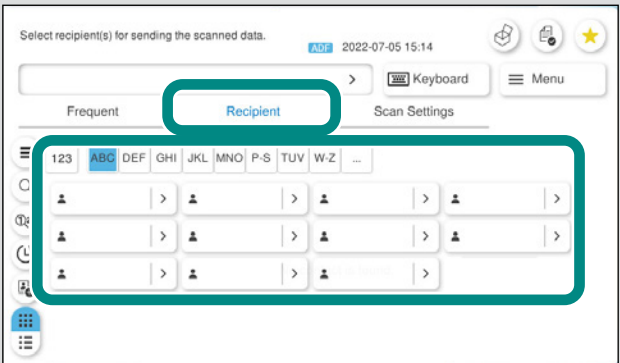 Select recipient(s) for sending the scanned data.
ADF 2022-07-05 15:14
Keyboard
Menu
Frequent Recipient Scan Settings
123 ABC DEF GHI JKL MNO P-S TUV W-Z ...